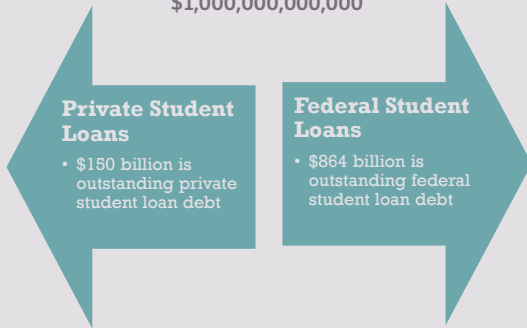 $1,000,000,000,000
Private Student
Loans
• $150 billion is
outstanding private
student loan debt
Federal Student
Loans
• $864 billion is
outstanding federal
student loan debt